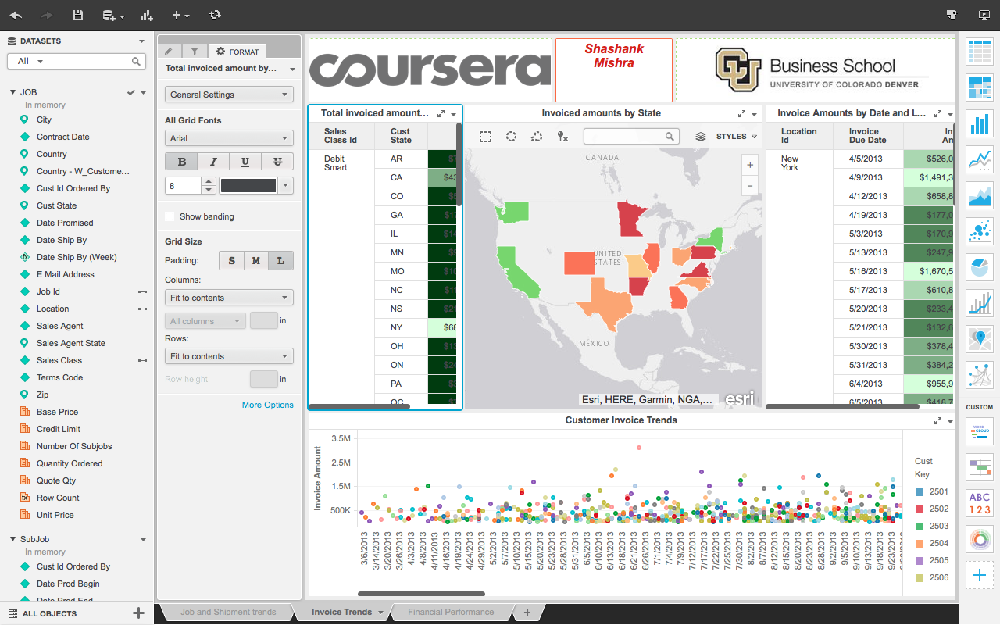 DATASETS
All
JOB
In memory
City
Contract Date
Country
Country - W_Custome...
Cust Id Ordered By
Cust State
Date Promised
Date Ship By
Date Ship By (Week)
E Mail Address
Job Id
Location
Sales Agent
Sales Agent State
Sales Class
Terms Code
Zip
Base Price
Credit Limit
Number Of Subjobs
Quantity Ordered
Quote Qty
Row Count
Unit Price
SubJob
In memory
Cust Id Ordered By
Date Prod Begin
Date Prod End
ALL OBJECTS
FORMAT
Total invoiced amount by...
General Settings
All Grid Fonts
Arial
B I U S
8
Show banding
Grid Size
Padding: S M L
Columns:
Fit to contents
All columns in
Rows:
Fit to contents
Row height: in
More Options
coursera
Shashank
Mishra
CU
Business School
UNIVERSITY OF COLORADO DENVER
Total invoiced amount...
Sales
Class Id
Cust
State
Debit
Smart
AR
CA $43
CO
GA
IL
MN
MO
NC
NS
NY $68
OH
ON
PA
Invoiced amounts by State
STYLES
CANADA
UNITED
STATES
MÉXICO
+
−
Esri, HERE, Garmin, NGA,...
esri
Invoice Amounts by Date and L...
Location
Id
Invoice
Due Date
New
York
4/5/2013 $526,0
4/9/2013 $1,491,3
4/12/2013 $658,8
4/19/2013 $177,0
5/3/2013 $170,9
5/13/2013 $247,9
5/16/2013 $1,670,5
5/17/2013 $610,8
5/20/2013 $233,4
5/21/2013 $132,6
5/30/2013 $378,4
5/31/2013 $384,2
6/4/2013 $955,9
6/5/2013 $418,7
Customer Invoice Trends
Invoice Amount
3.5M
2.5M
1.5M
500K
3/6/2013
3/14/2013
3/20/2013
3/26/2013
4/3/2013
4/8/2013
4/11/2013
4/16/2013
4/19/2013
4/24/2013
4/29/2013
5/2/2013
5/7/2013
5/10/2013
5/15/2013
5/20/2013
5/23/2013
5/28/2013
5/31/2013
6/5/2013
6/10/2013
6/13/2013
6/18/2013
6/21/2013
6/26/2013
7/1/2013
7/4/2013
7/9/2013
7/12/2013
7/17/2013
7/22/2013
7/25/2013
7/30/2013
8/2/2013
8/7/2013
8/12/2013
8/15/2013
8/20/2013
8/23/2013
8/28/2013
9/2/2013
9/5/2013
9/10/2013
9/13/2013
9/18/2013
9/23/2013
Cust
Key
2501
2502
2503
2504
2505
2506
CUSTOM
WORD
CLOUD
ABC
123
Job and Shipment trends
Invoice Trends
Financial Performance
+